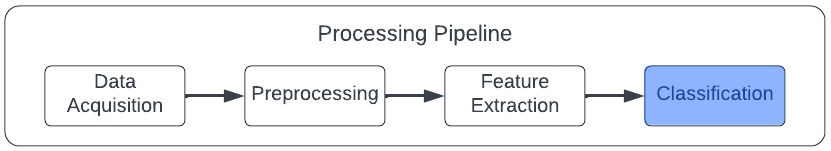 Processing Pipeline
Data
Acquisition
Preprocessing
Feature
Extraction
Classification